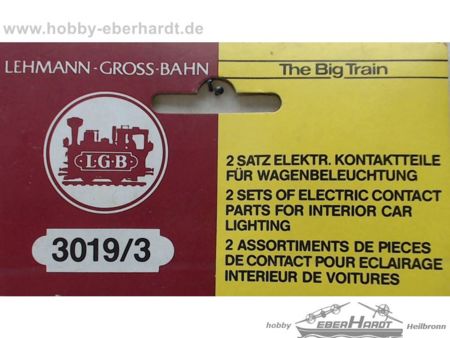 www.hobby-eberhardt.de
LEHMANN-GROSS-BAHN
The Big Train
L·G·B
3019/3
2 SATZ ELEKTR. KONTAKTTEILE
FÜR WAGENBELEUCHTUNG
2 SETS OF ELECTRIC CONTACT
PARTS FOR INTERIOR CAR
LIGHTING
2 ASSORTIMENTS DE PIECES
DE CONTACT POUR ECLAIRAGE
INTERIEUR DE VOITURES
hobby EBERHARDT Heilbronn